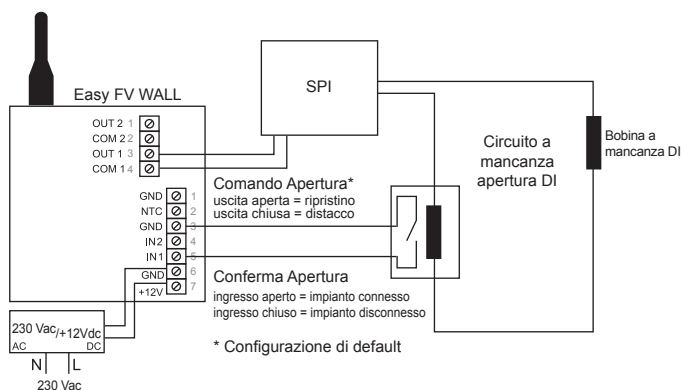 Easy FV WALL
SPI
OUT 2 1
COM 2 2
OUT 1 3
COM 1 4
GND 1
NTC 2
GND 3
IN2 4
IN1 5
GND 6
+12V 7
Comando Apertura*
uscita aperta = ripristino
uscita chiusa = distacco
Conferma Apertura
ingresso aperto = impianto connesso
ingresso chiuso = impianto disconnesso
* Configurazione di default
Circuito a
mancanza
apertura DI
Bobina a
mancanza DI
230 Vac/+12Vdc
AC DC
N L
230 Vac